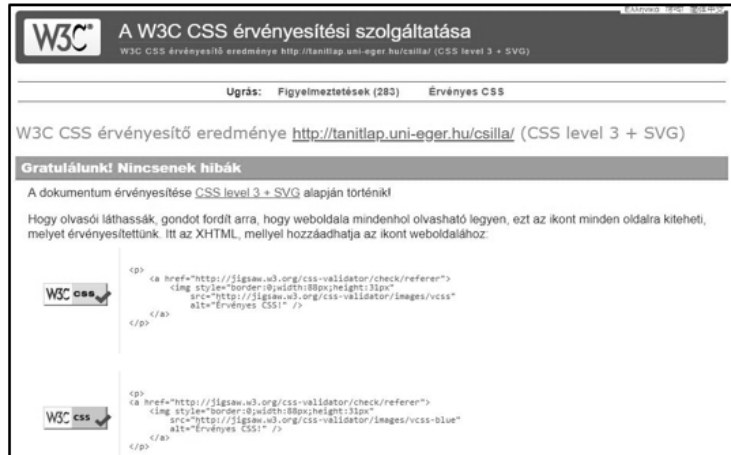 Ελληνικά हिन्दी 简体中文
W3C® A W3C CSS érvényesítési szolgáltatása
W3C CSS érvényesítő eredménye http://tanitlap.uni-eger.hu/csilla/ (CSS level 3 + SVG)
Ugrás: Figyelmeztetések (283) Érvényes CSS
W3C CSS érvényesítő eredménye http://tanitlap.uni-eger.hu/csilla/ (CSS level 3 + SVG)
Gratulálunk! Nincsenek hibák
A dokumentum érvényesítése CSS level 3 + SVG alapján történik!
Hogy olvasói láthassák, gondot fordít arra, hogy weboldala mindenhol olvasható legyen, ezt az ikont minden oldalra kiteheti,
melyet érvényesítettünk. Itt az XHTML, mellyel hozzáadhatja az ikont weboldalához:
<p>
<a href="http://jigsaw.w3.org/css-validator/check/referer">
<img style="border:0;width:88px;height:31px"
W3C css
src="http://jigsaw.w3.org/css-validator/images/vcss"
alt="Érvényes CSS!" />
</a>
</p>
<p>
<a href="http://jigsaw.w3.org/css-validator/check/referer">
<img style="border:0;width:88px;height:31px"
W3C css
src="http://jigsaw.w3.org/css-validator/images/vcss-blue"
alt="Érvényes CSS!" />
</a>
</p>